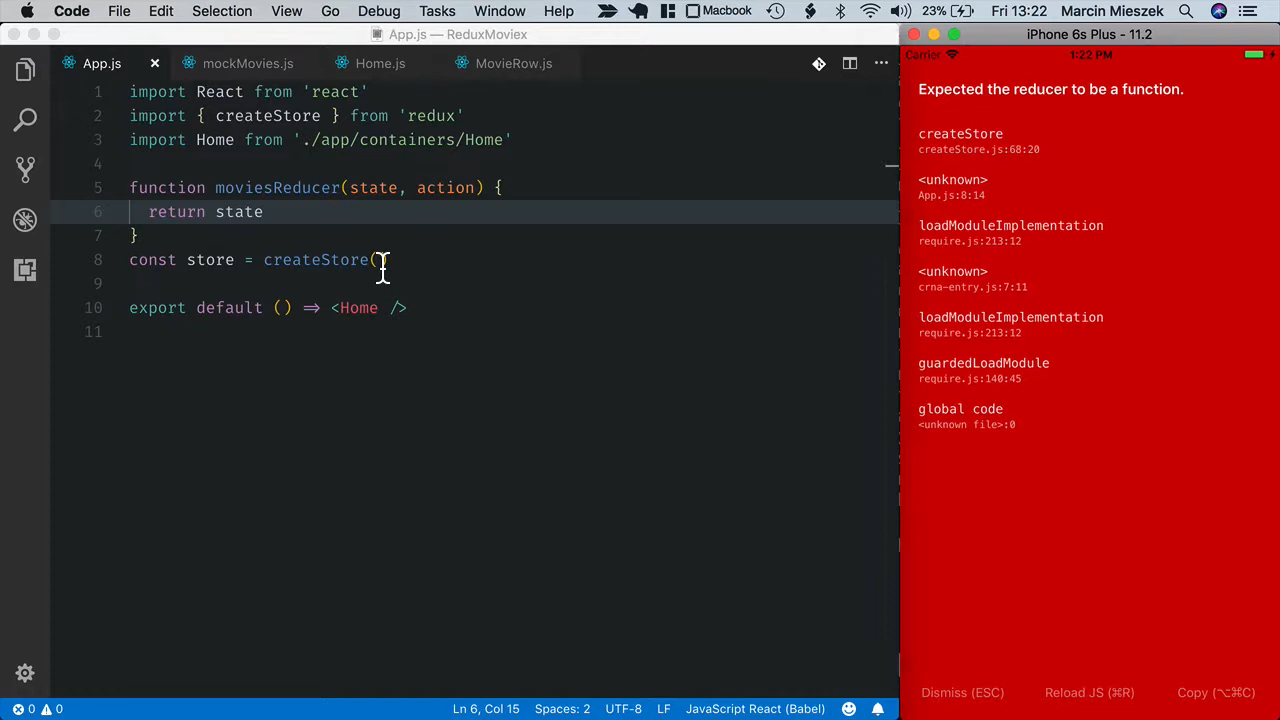 Code File Edit Selection View Go Debug Tasks Window Help Macbook 23% Fri 13:22 Marcin Mieszek
App.js — ReduxMoviex
App.js mockMovies.js Home.js MovieRow.js
1 import React from 'react'
2 import { createStore } from 'redux'
3 import Home from './app/containers/Home'
4
5 function moviesReducer(state, action) {
6 return state
7 }
8 const store = createStore()
9
10 export default () => <Home />
11
0 0 Ln 6, Col 15 Spaces: 2 UTF-8 LF JavaScript React (Babel)
iPhone 6s Plus - 11.2
Carrier 1:22 PM
Expected the reducer to be a function.
createStore
createStore.js:68:20
<unknown>
App.js:8:14
loadModuleImplementation
require.js:213:12
<unknown>
crna-entry.js:7:11
loadModuleImplementation
require.js:213:12
guardedLoadModule
require.js:140:45
global code
<unknown file>:0
Dismiss (ESC) Reload JS (⌘R) Copy (⌥⌘C)